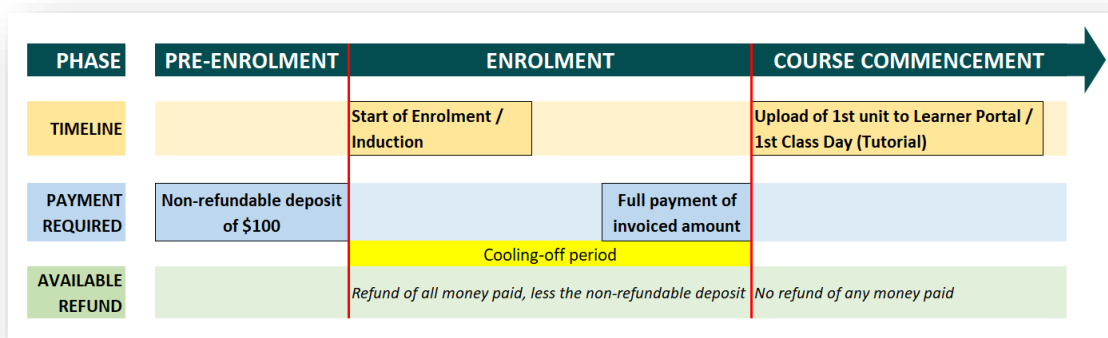 PHASE
PRE-ENROLMENT
ENROLMENT
COURSE COMMENCEMENT
TIMELINE
Start of Enrolment /
Induction
Upload of 1st unit to Learner Portal /
1st Class Day (Tutorial)
PAYMENT
REQUIRED
Non-refundable deposit
of $100
Full payment of
invoiced amount
Cooling-off period
AVAILABLE
REFUND
Refund of all money paid, less the non-refundable deposit
No refund of any money paid